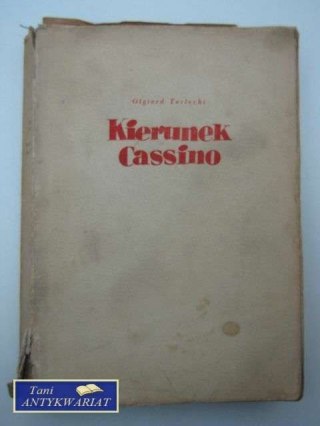 Olgierd Terlecki
Kierunek
Cassino
Tani
ANTYKWARIAT